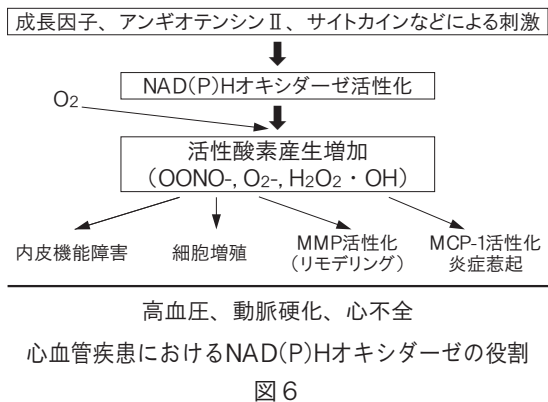 成長因子、アンギオテンシンⅡ、サイトカインなどによる刺激
NAD(P)Hオキシダーゼ活性化
O2
活性酸素産生増加
(OONO-, O2-, H2O2・OH)
内皮機能障害
細胞増殖
MMP活性化
(リモデリング)
MCP-1活性化
炎症惹起
高血圧、動脈硬化、心不全
心血管疾患におけるNAD(P)Hオキシダーゼの役割
図6